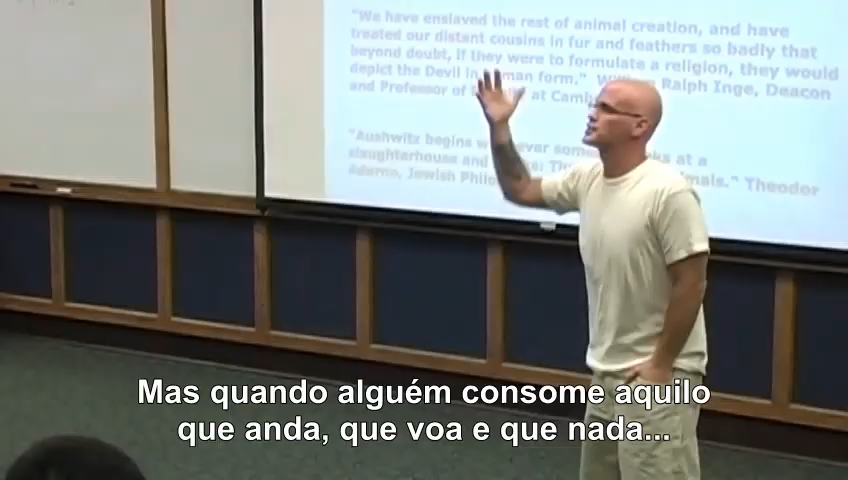 "We have enslaved the rest of animal creation, and have
treated our distant cousins in fur and feathers so badly that
beyond doubt, if they were to formulate a religion, they would
depict the Devil in human form." Ralph Inge, Deacon
and Professor of at
"Aushwitz begins someone at a
slaughterhouse and Theodor
Adorno, Jewish
Mas quando alguém consome aquilo
que anda, que voa e que nada...